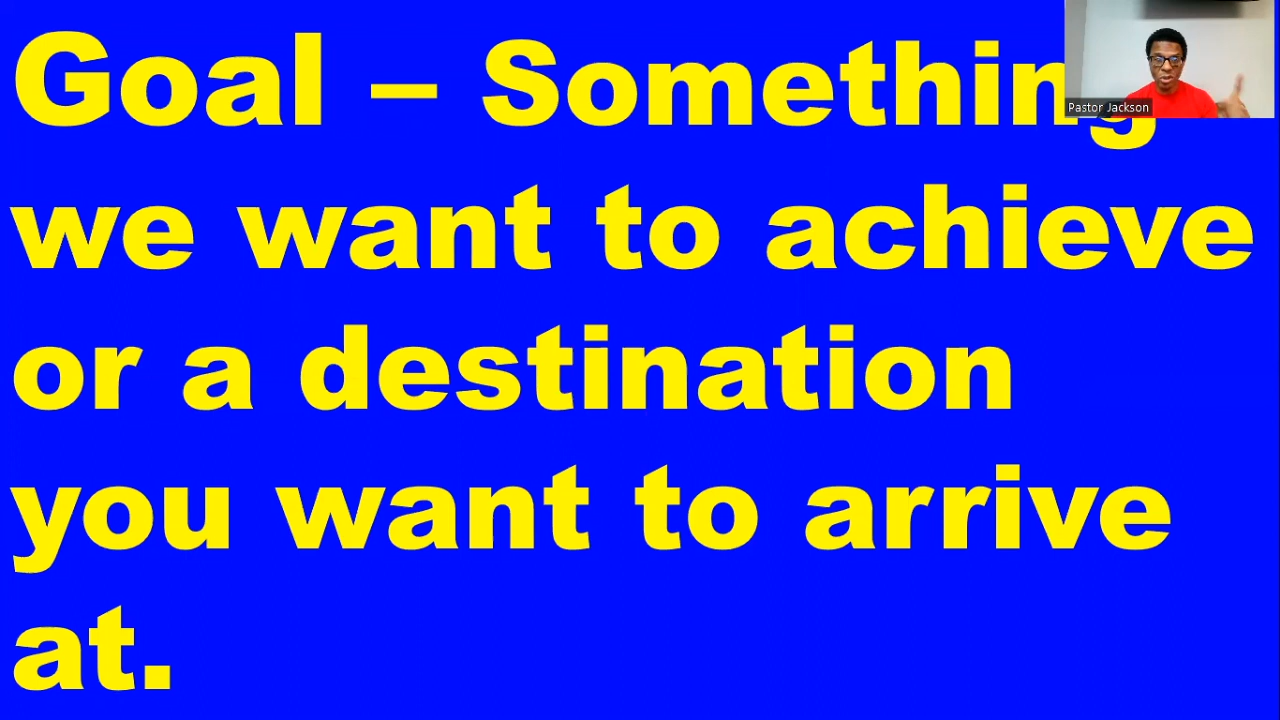 Goal – Something
Pastor Jackson
we want to achieve
or a destination
you want to arrive
at.